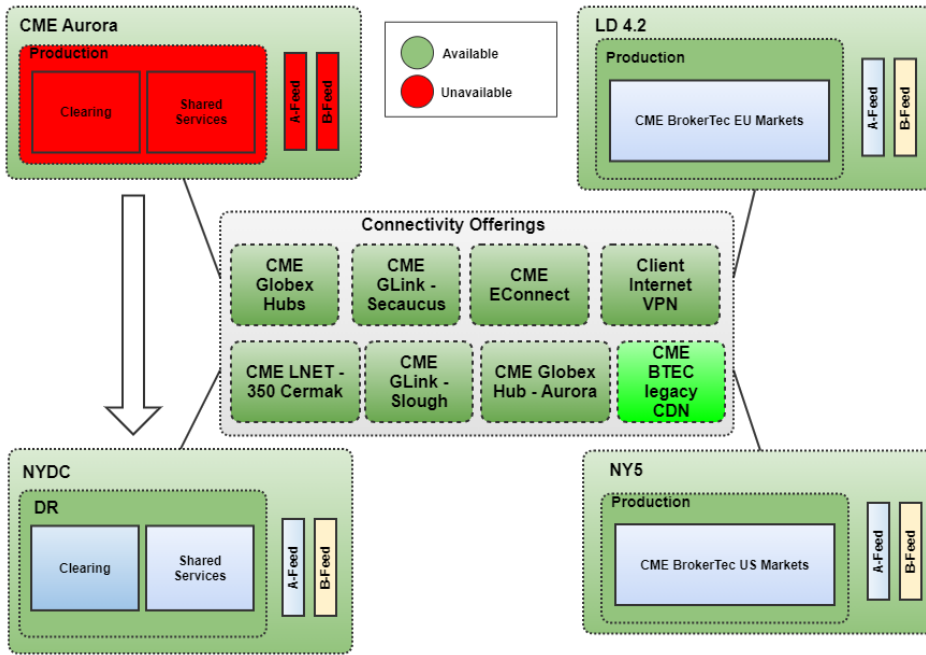 CME Aurora
Production
Clearing
Shared
Services
A-Feed
B-Feed
Available
Unavailable
LD 4.2
Production
CME BrokerTec EU Markets
A-Feed
B-Feed
Connectivity Offerings
CME
Globex
Hubs
CME
GLink -
Secaucus
CME
EConnect
Client
Internet
VPN
CME LNET -
350 Cermak
CME
GLink -
Slough
CME Globex
Hub - Aurora
CME
BTEC
legacy
CDN
NYDC
DR
Clearing
Shared
Services
A-Feed
B-Feed
NY5
Production
CME BrokerTec US Markets
A-Feed
B-Feed